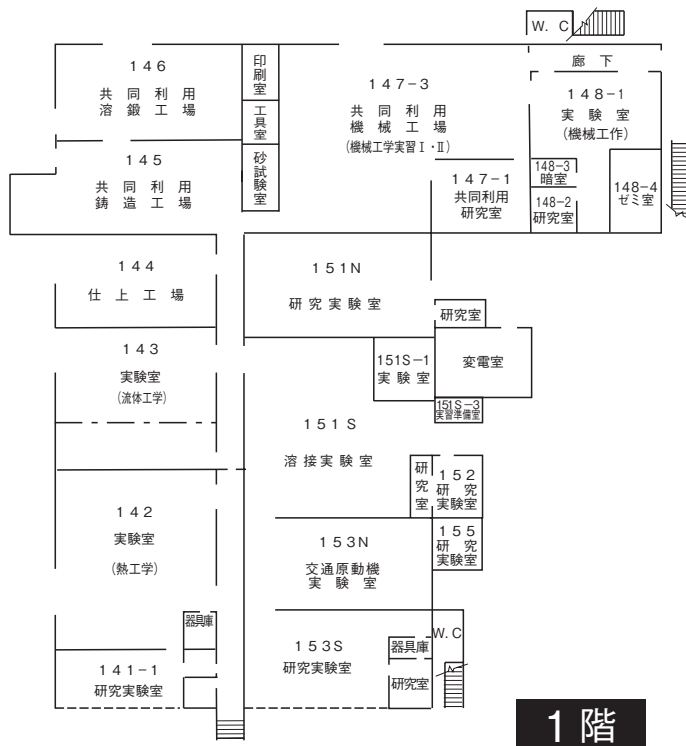 W. C
廊 下
146
共 同 利 用
溶 鍛 工 場
印刷室
工具室
砂試験室
147-3
共 同 利 用
機 械 工 場
(機械工学実習Ⅰ・Ⅱ)
148-1
実 験 室
(機械工作)
145
共 同 利 用
鋳 造 工 場
147-1
共同利用
研究室
148-3
暗室
148-2
研究室
148-4
ゼミ室
144
仕 上 工 場
151N
研 究 実 験 室
研究室
143
実験室
(流体工学)
151S-1
実 験 室
変電室
151S-3
実習準備室
151S
溶 接 実 験 室
研究室
152
研 究
実験室
142
実験室
(熱工学)
153N
交通原動機
実 験 室
155
研 究
実験室
器具庫
141-1
研究実験室
153S
研究実験室
器具庫
研究室
W. C
1 階